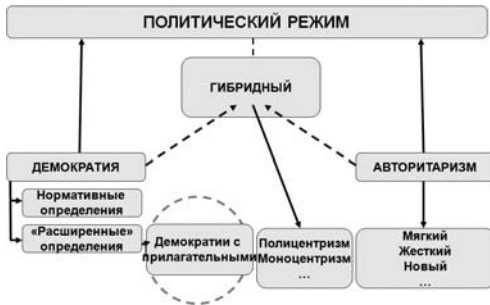 ПОЛИТИЧЕСКИЙ РЕЖИМ
ГИБРИДНЫЙ
ДЕМОКРАТИЯ
АВТОРИТАРИЗМ
Нормативные
определения
«Расширенные»
определения
Демократии с
прилагательными
Полицентризм
Моноцентризм
...
Мягкий
Жесткий
Новый
...